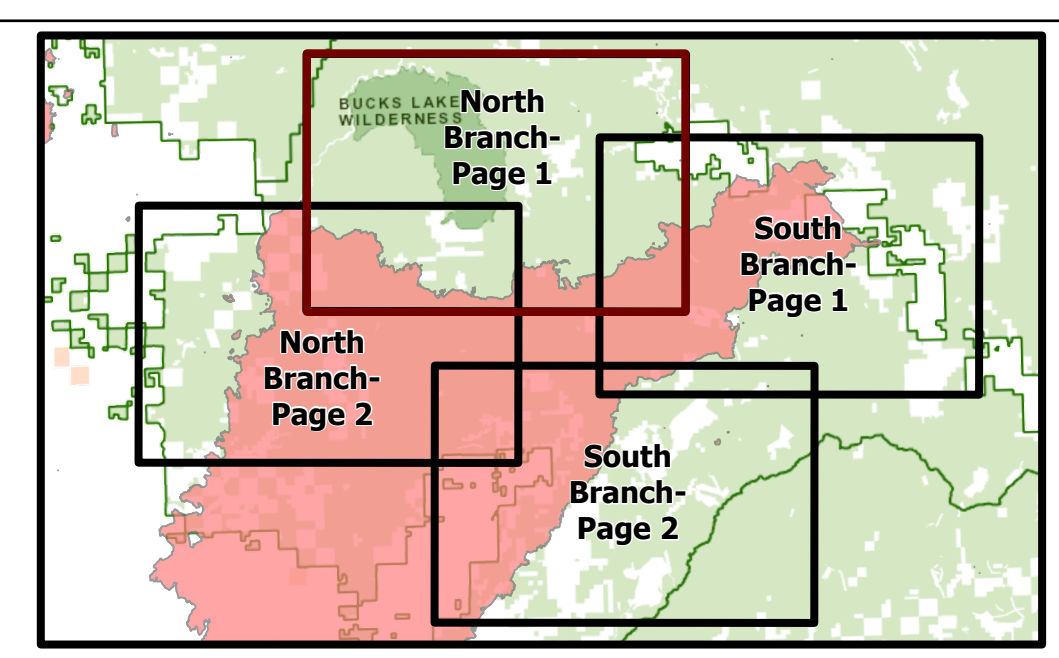 BUCKS LAKE
WILDERNESS
North
Branch-
Page 1
South
Branch-
Page 1
North
Branch-
Page 2
South
Branch-
Page 2